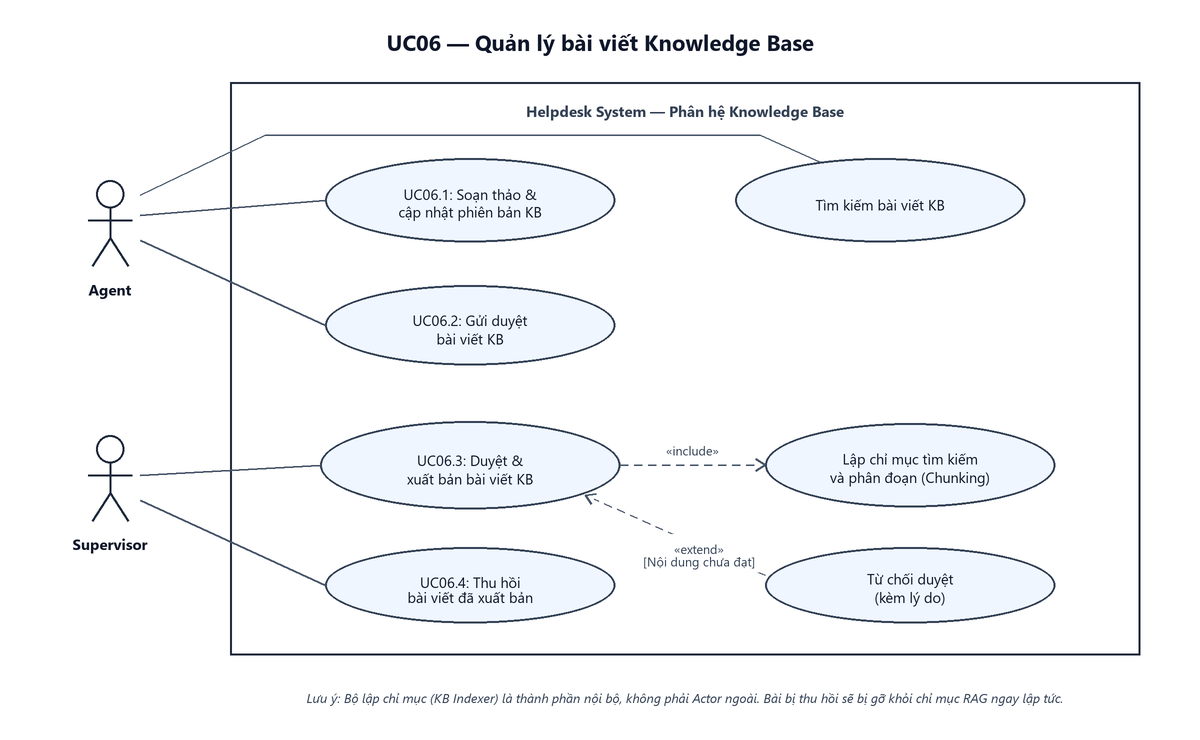 UC06 — Quản lý bài viết Knowledge Base
Helpdesk System — Phân hệ Knowledge Base
UC06.1: Soạn thảo &
cập nhật phiên bản KB
Tìm kiếm bài viết KB
Agent
UC06.2: Gửi duyệt
bài viết KB
UC06.3: Duyệt &
xuất bản bài viết KB
«include»
Lập chỉ mục tìm kiếm
và phân đoạn (Chunking)
Supervisor
«extend»
[Nội dung chưa đạt]
UC06.4: Thu hồi
bài viết đã xuất bản
Từ chối duyệt
(kèm lý do)
Lưu ý: Bộ lập chỉ mục (KB Indexer) là thành phần nội bộ, không phải Actor ngoài. Bài bị thu hồi sẽ bị gỡ khỏi chỉ mục RAG ngay lập tức.